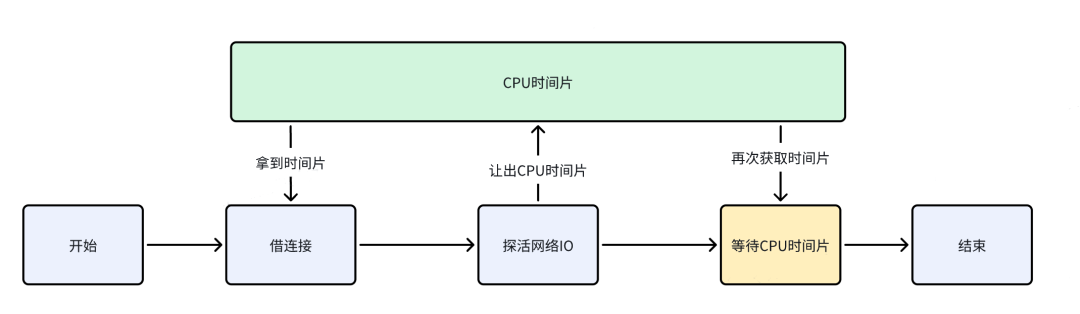 CPU时间片
拿到时间片
让出CPU时间片
再次获取时间片
开始
借连接
探活网络IO
等待CPU时间片
结束